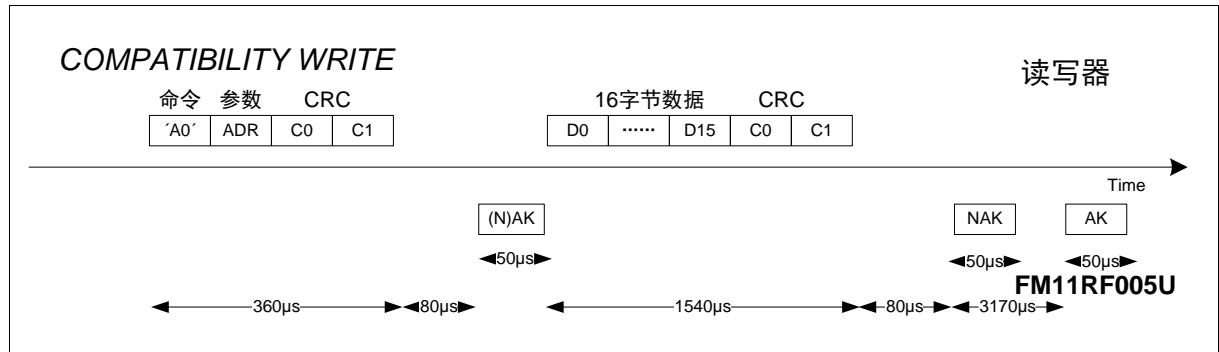 COMPATIBILITY WRITE
读写器
命令 参数 CRC 16字节数据 CRC
´A0´ ADR C0 C1 D0 ...... D15 C0 C1
Time
(N)AK NAK AK
50μs 50μs 50μs
FM11RF005U
360μs 80μs 1540μs 80μs 3170μs